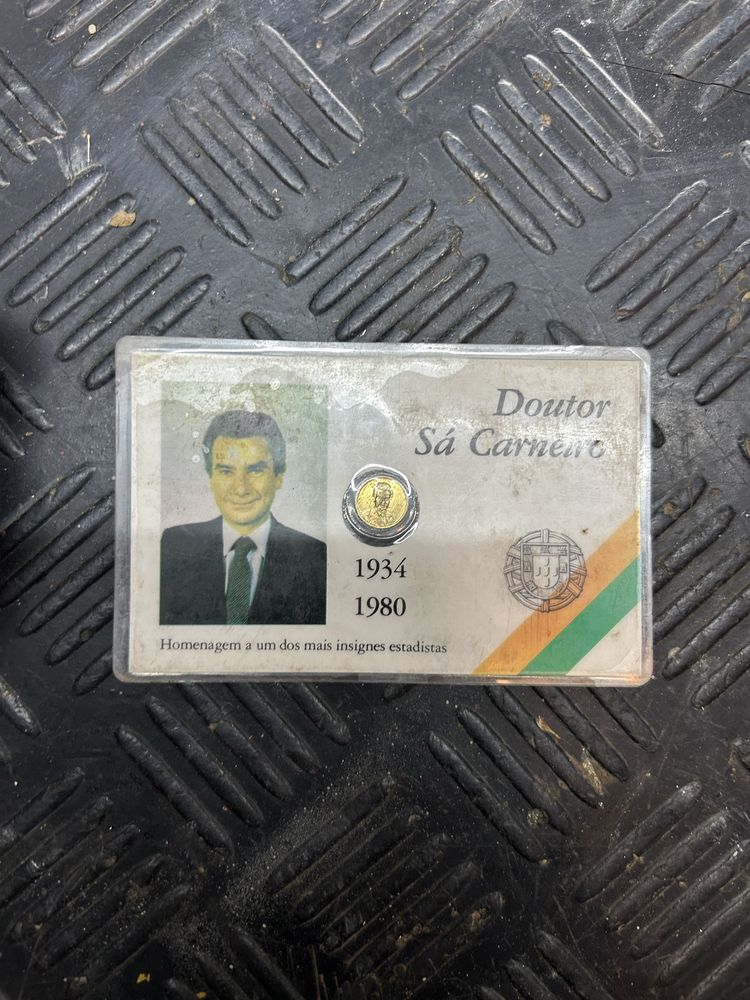 Doutor
Sá Carneiro
1934
1980
Homenagem a um dos mais insignes estadistas